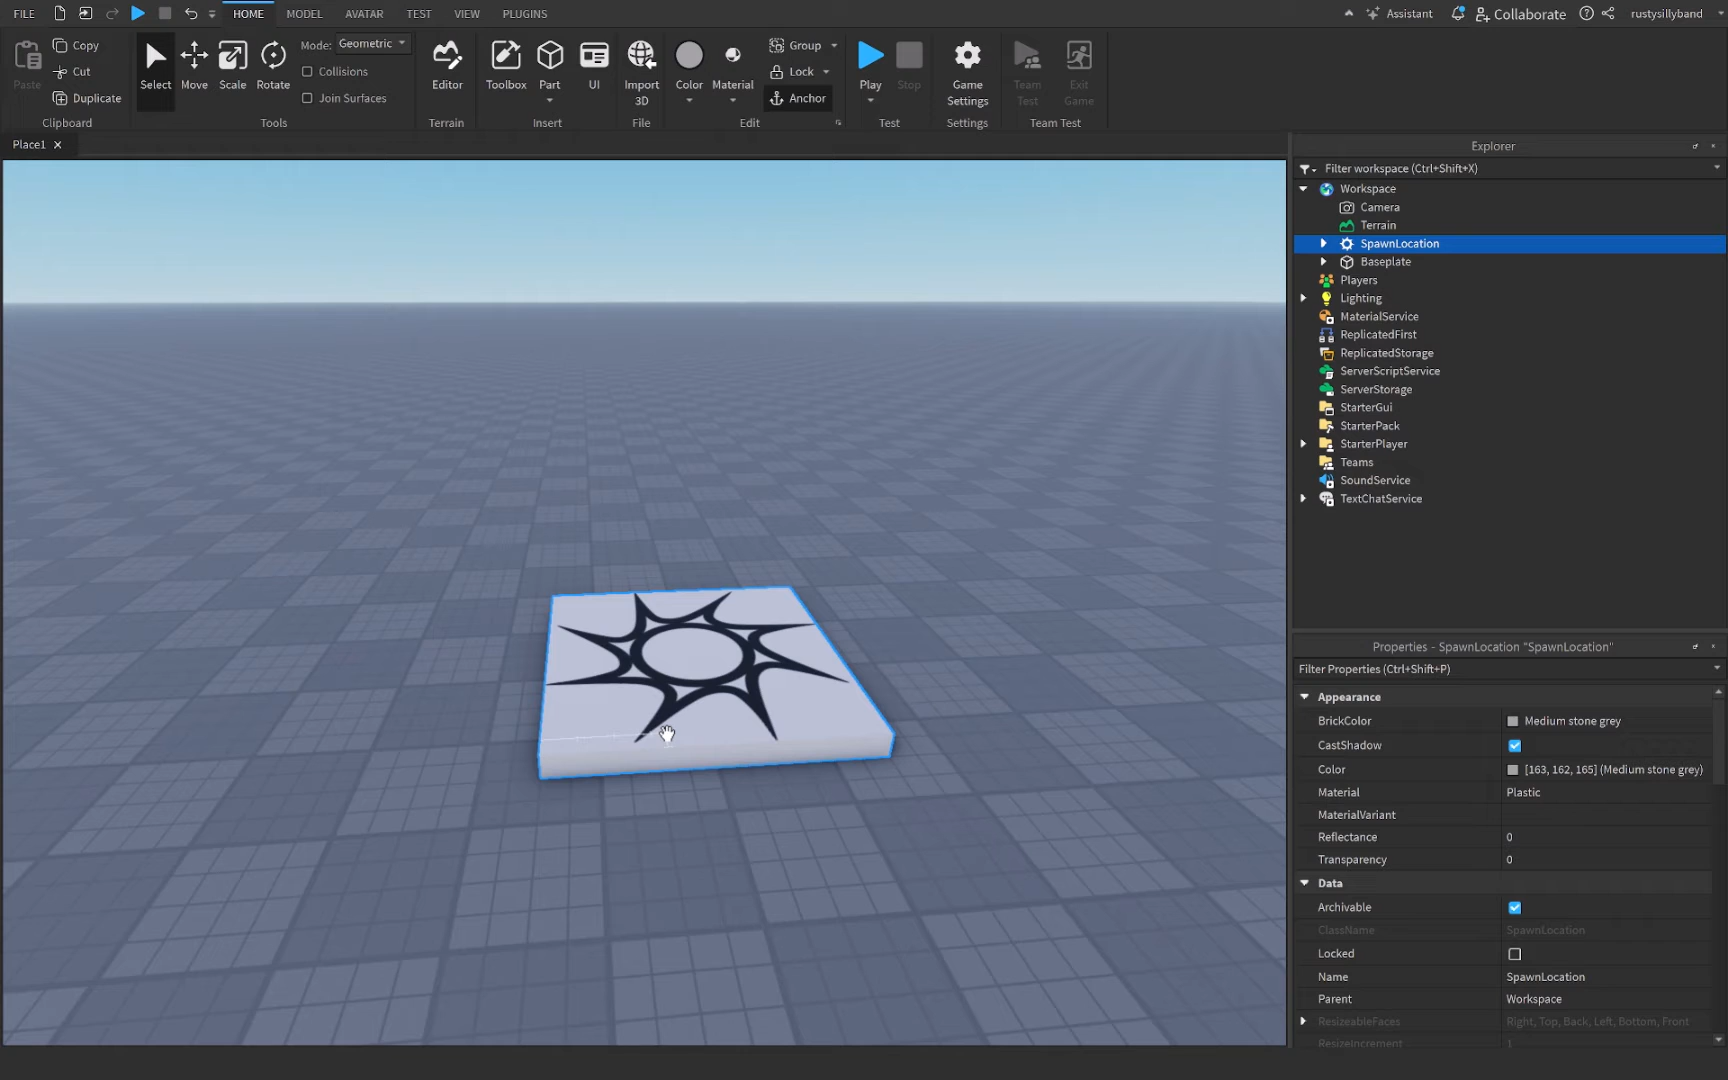 FILE HOME MODEL AVATAR TEST VIEW PLUGINS Assistant Collaborate rustysillyband
Paste Copy Cut Duplicate Clipboard
Select Move Scale Rotate Mode: Geometric Collisions Join Surfaces Tools
Editor Terrain
Toolbox Part UI Insert
Import 3D File
Color Material Group Lock Anchor Edit
Play Stop Test
Game Settings Settings
Team Test Exit Game Team Test
Place1
Explorer
Filter workspace (Ctrl+Shift+X)
Workspace
Camera
Terrain
SpawnLocation
Baseplate
Players
Lighting
MaterialService
ReplicatedFirst
ReplicatedStorage
ServerScriptService
ServerStorage
StarterGui
StarterPack
StarterPlayer
Teams
SoundService
TextChatService
Properties - SpawnLocation "SpawnLocation"
Filter Properties (Ctrl+Shift+P)
Appearance
BrickColor Medium stone grey
CastShadow
Color [163, 162, 165] (Medium stone grey)
Material Plastic
MaterialVariant
Reflectance 0
Transparency 0
Data
Archivable
ClassName SpawnLocation
Locked
Name SpawnLocation
Parent Workspace
ResizeableFaces Right, Top, Back, Left, Bottom, Front
ResizeIncrement 1